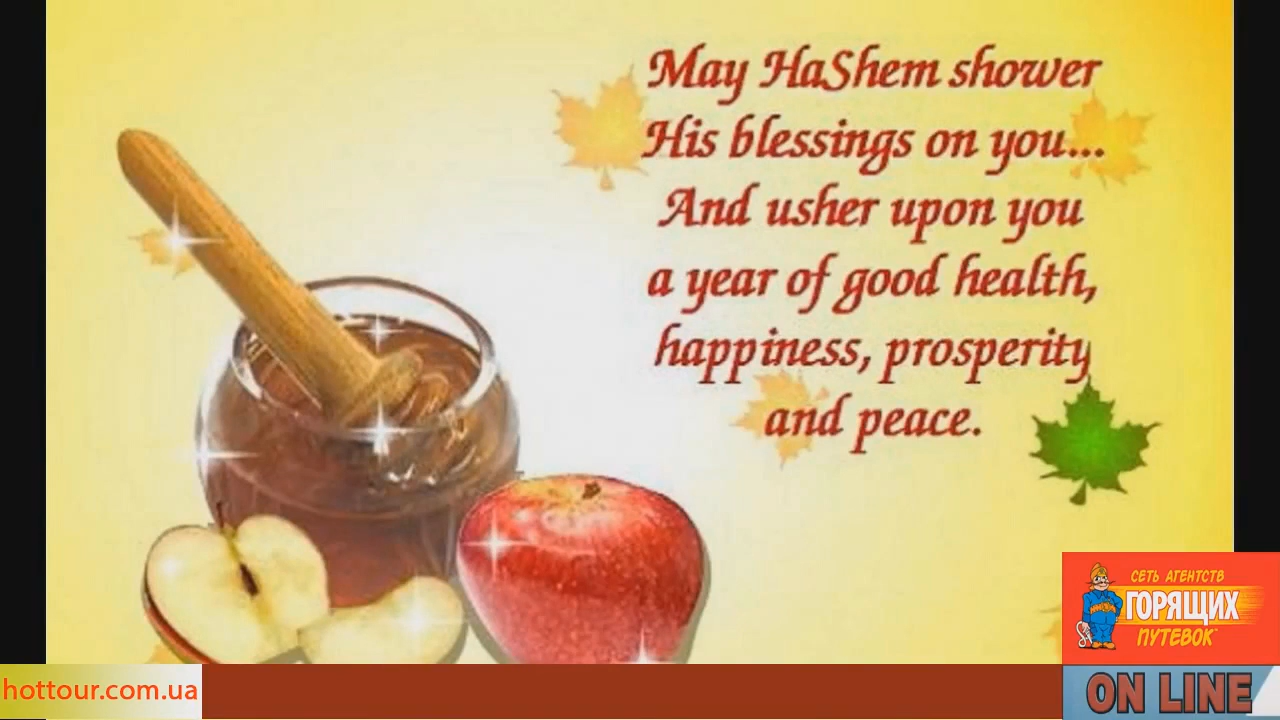 May HaShem shower
His blessings on you...
And usher upon you
a year of good health,
happiness, prosperity
and peace.
СЕТЬ АГЕНТСТВ
ГОРЯЩИХ
ПУТЕВОК
hottour.com.ua
ON LINE